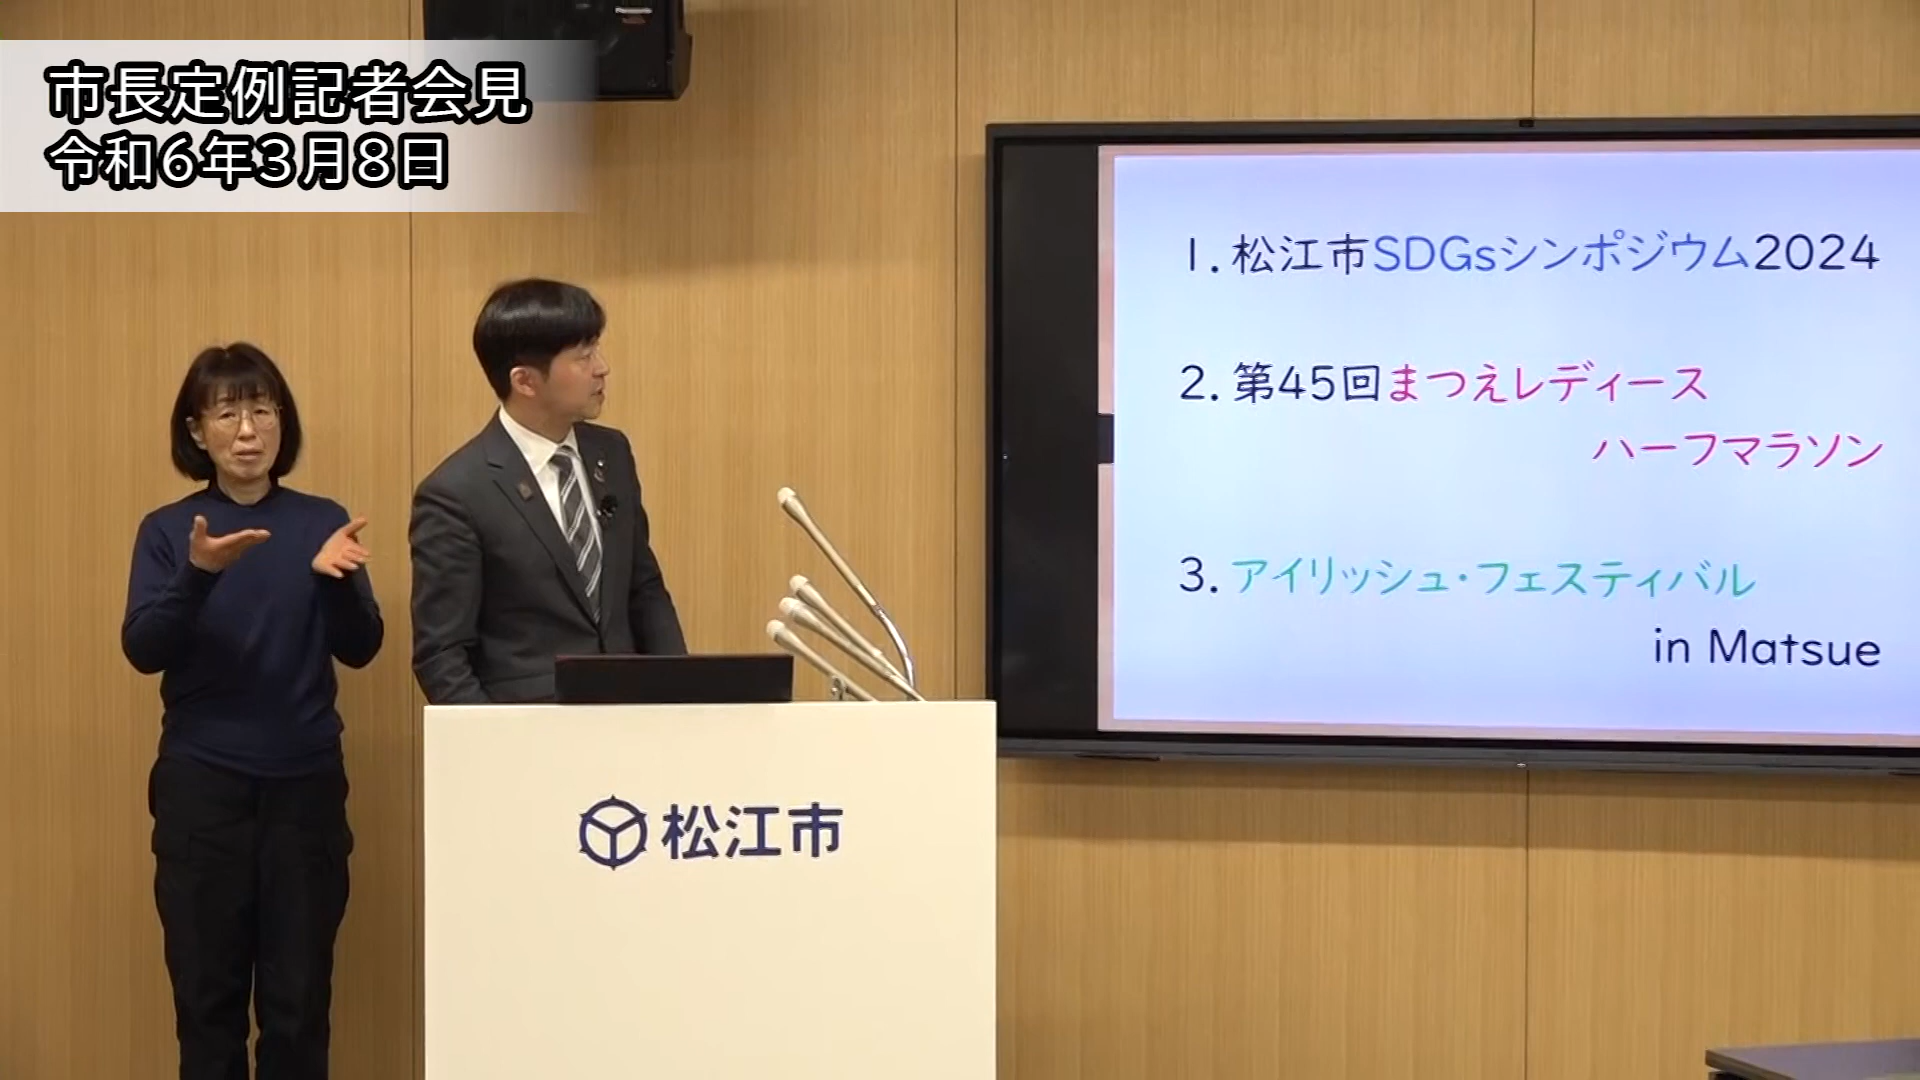 市長定例記者会見
令和6年3月8日
1. 松江市SDGsシンポジウム2024
2. 第45回まつえレディース
ハーフマラソン
3. アイリッシュ・フェスティバル
in Matsue
松江市